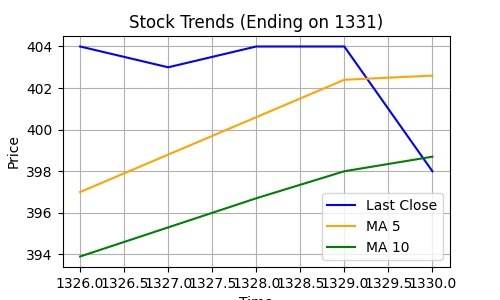 Stock Trends (Ending on 1331)
404
402
400
398
396
394
Price
Last Close
MA 5
MA 10
1326.0 1326.5 1327.0 1327.5 1328.0 1328.5 1329.0 1329.5 1330.0
Time